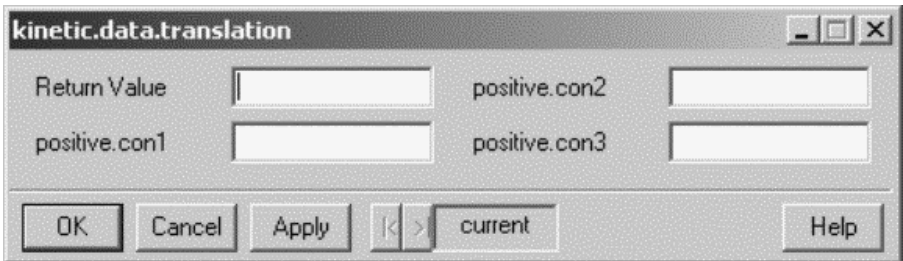 kinetic.data.translation
Return Value positive.con2
positive.con1 positive.con3
OK Cancel Apply |< >| current Help